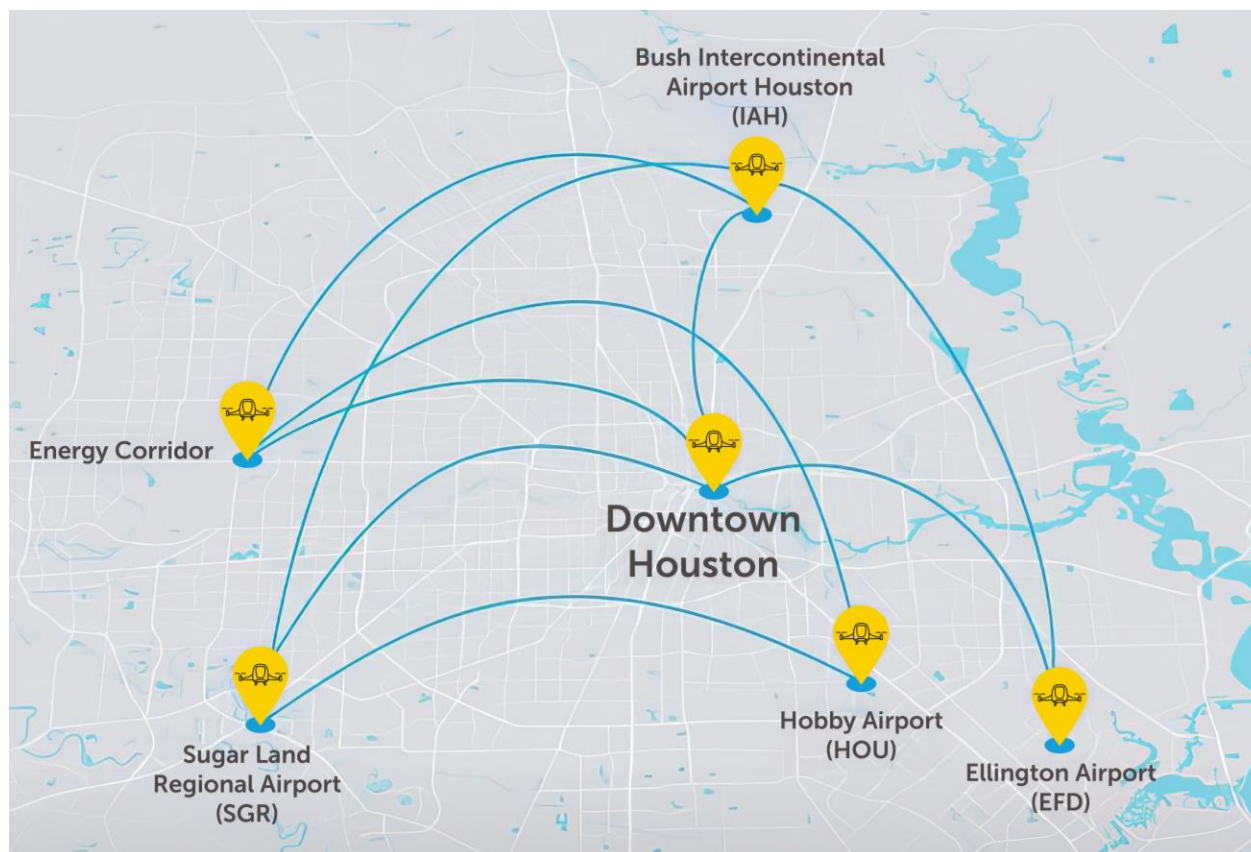 Bush Intercontinental
Airport Houston
(IAH)
Energy Corridor
Downtown
Houston
Sugar Land
Regional Airport
(SGR)
Hobby Airport
(HOU)
Ellington Airport
(EFD)